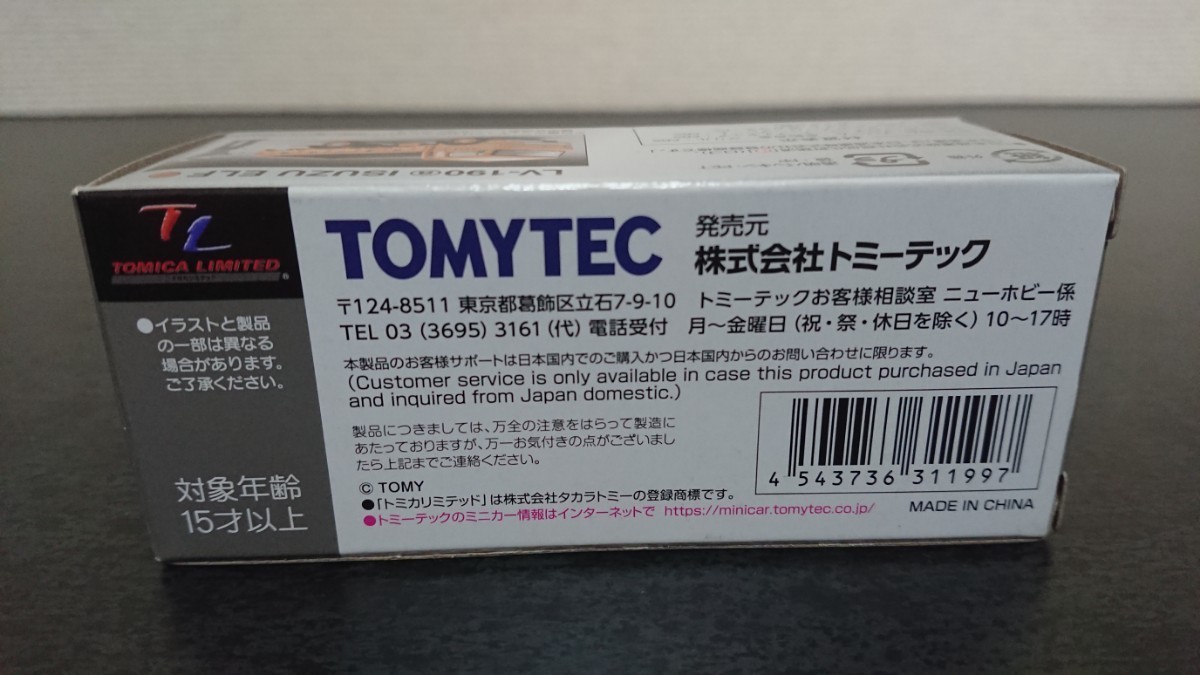 LV-190ⓐ ISUZU ELF
TL
TOMICA LIMITED
®
●イラストと製品
の一部は異なる
場合があります。
ご了承ください。
対象年齢
15才以上
TOMYTEC
発売元
株式会社トミーテック
〒124-8511 東京都葛飾区立石7-9-10 トミーテックお客様相談室 ニューホビー係
TEL 03 (3695) 3161 (代) 電話受付 月〜金曜日 (祝・祭・休日を除く) 10〜17時
本製品のお客様サポートは日本国内でのご購入かつ日本国内からのお問い合わせに限ります。
(Customer service is only available in case this product purchased in Japan
and inquired from Japan domestic.)
製品につきましては、万全の注意をはらって製造に
あたっておりますが、万一お気付きの点がございまし
たら上記までご連絡ください。
© TOMY
●「トミカリミテッド」は株式会社タカラトミーの登録商標です。
●トミーテックのミニカー情報はインターネットで https://minicar.tomytec.co.jp/
4 543736 311997
MADE IN CHINA